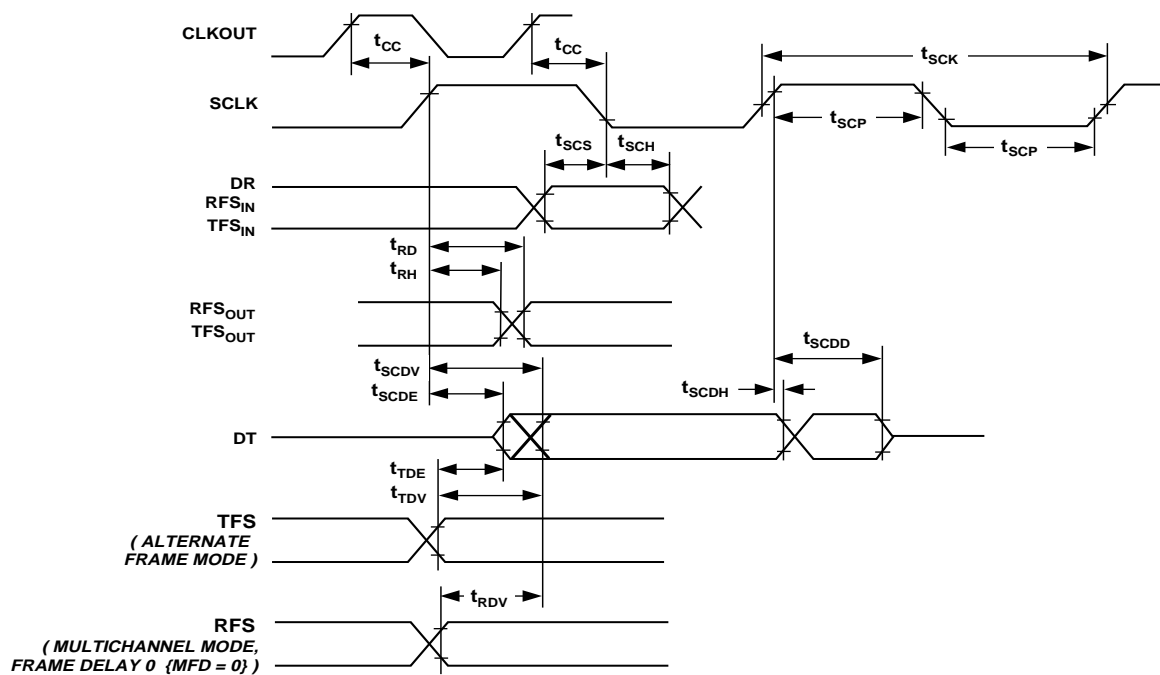 CLKOUT
tCC
tCC
tSCK
SCLK
tSCP
tSCP
tSCS
tSCH
DR
RFSIN
TFSIN
tRD
tRH
RFSOUT
TFSOUT
tSCDV
tSCDE
tSCDD
tSCDH
DT
tTDE
tTDV
TFS
( ALTERNATE
FRAME MODE )
tRDV
RFS
( MULTICHANNEL MODE,
FRAME DELAY 0 {MFD = 0} )